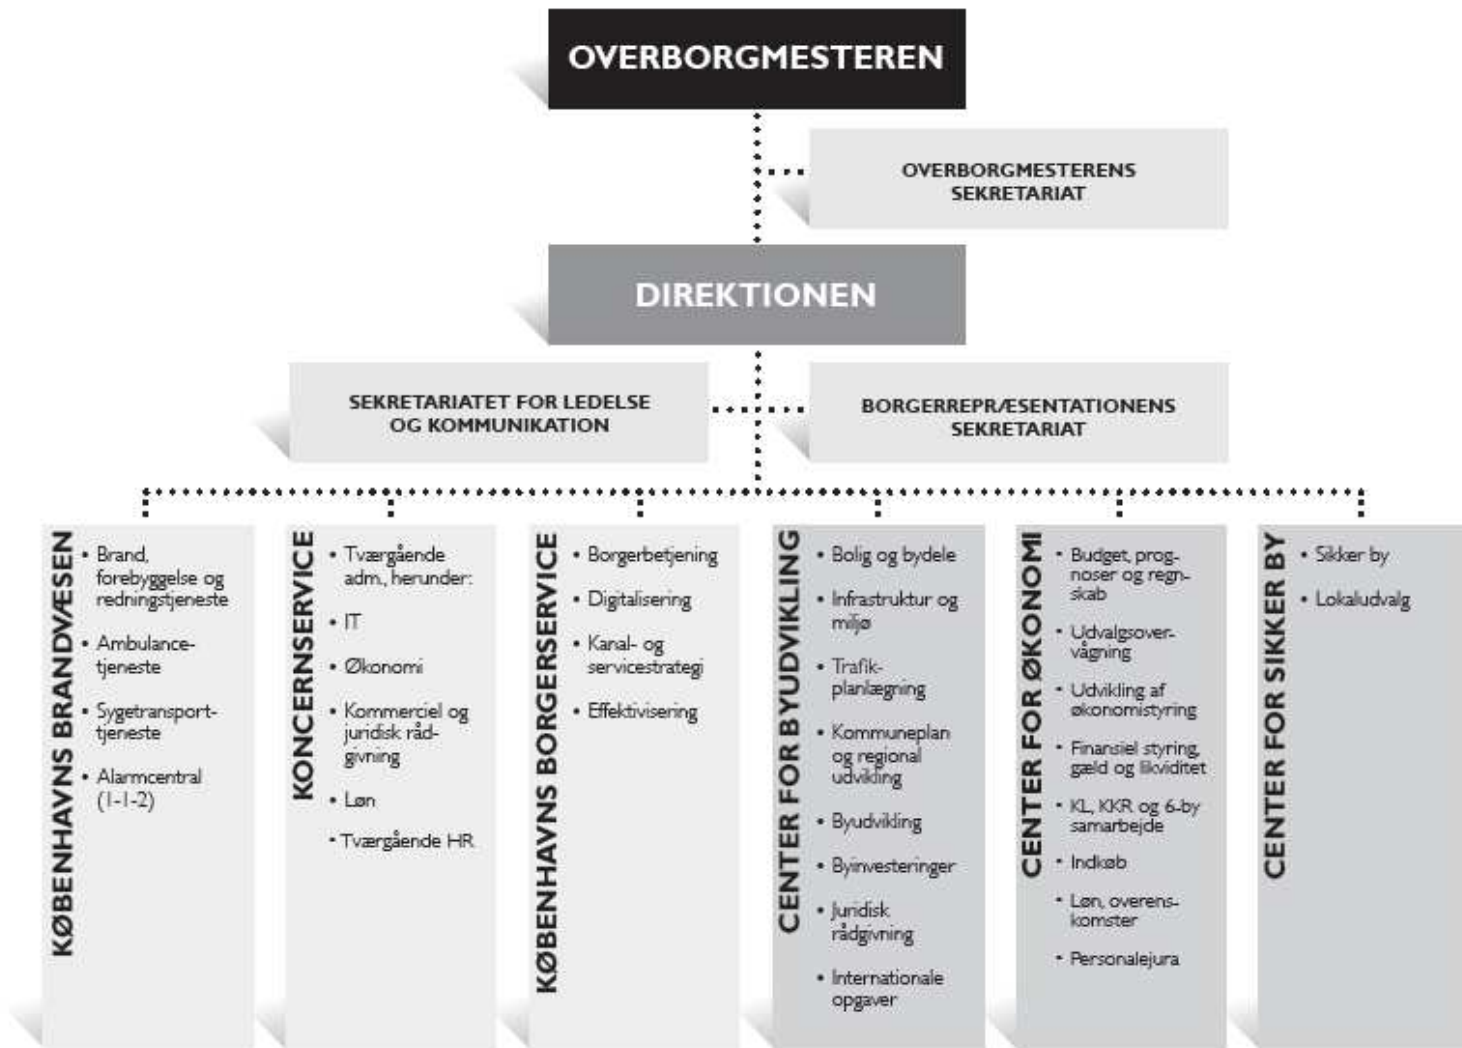 OVERBORGMESTEREN
OVERBORGMESTERENS
SEKRETARIAT
DIREKTIONEN
SEKRETARIATET FOR LEDELSE
OG KOMMUNIKATION
BORGERREPRÆSENTATIONENS
SEKRETARIAT
KØBENHAVNS BRANDVÆSEN
• Brand,
forebyggelse og
redningstjeneste
• Ambulance-
tjeneste
• Sygetransport-
tjeneste
• Alarmcentral
(1-1-2)
KONCERNSERVICE
• Tværgående
adm., herunder:
• IT
• Økonomi
• Kommerciel og
juridisk råd-
givning
• Løn
• Tværgående HR
KØBENHAVNS BORGERSERVICE
• Borgerbetjening
• Digitalisering
• Kanal- og
servicestrategi
• Effektivisering
CENTER FOR BYUDVIKLING
• Bolig og bydele
• Infrastruktur og
miljø
• Trafik-
planlægning
• Kommuneplan
og regional
udvikling
• Byudvikling
• Byinvesteringer
• Juridisk
rådgivning
• Internationale
opgaver
CENTER FOR ØKONOMI
• Budget, prog-
noser og regn-
skab
• Udvalgsover-
vågning
• Udvikling af
økonomistyring
• Finansiel styring,
gæld og likviditet
• KL, KKR og 6-by
samarbejde
• Indkøb
• Løn, overens-
komster
• Personalejura
CENTER FOR SIKKER BY
• Sikker by
• Lokaludvalg